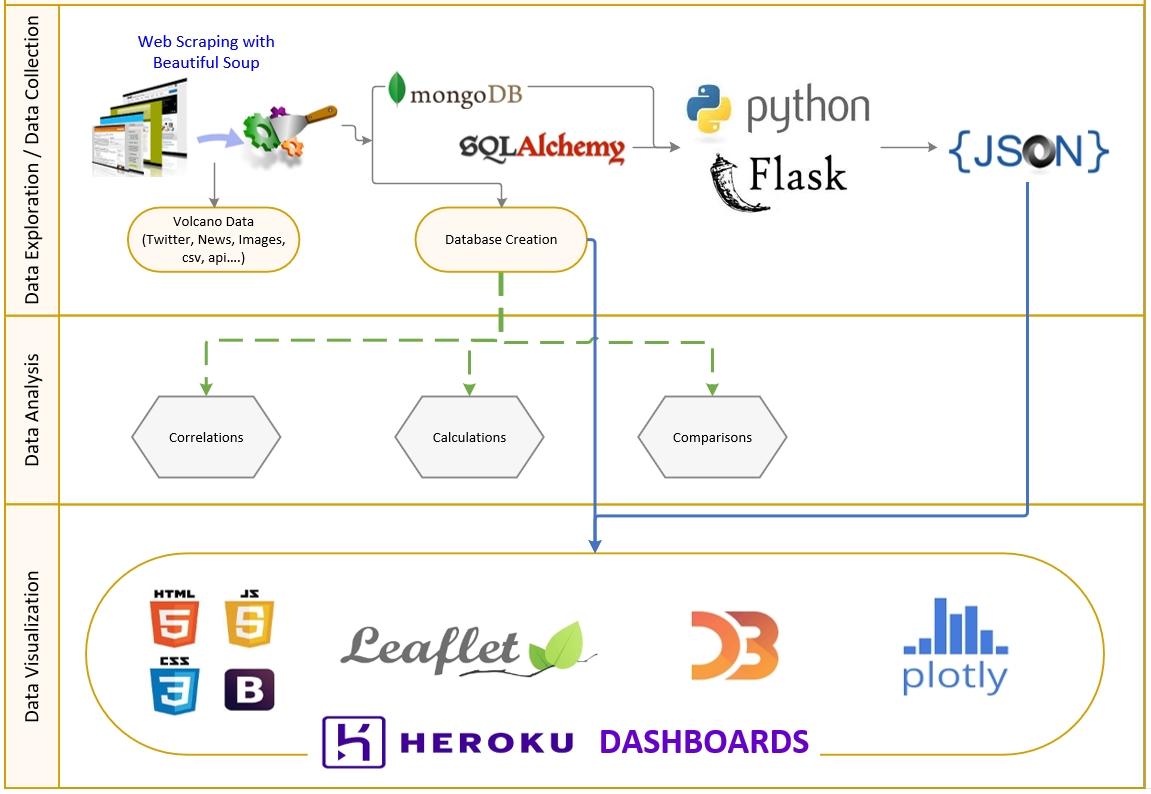 Data Exploration / Data Collection
Web Scraping with
Beautiful Soup
mongoDB
SQLAlchemy
python
Flask
{JSON}
Volcano Data
(Twitter, News, Images,
csv, api....)
Database Creation
Data Analysis
Correlations
Calculations
Comparisons
Data Visualization
HTML
5
JS
5
CSS
3
B
Leaflet
D3
plotly
HEROKU DASHBOARDS